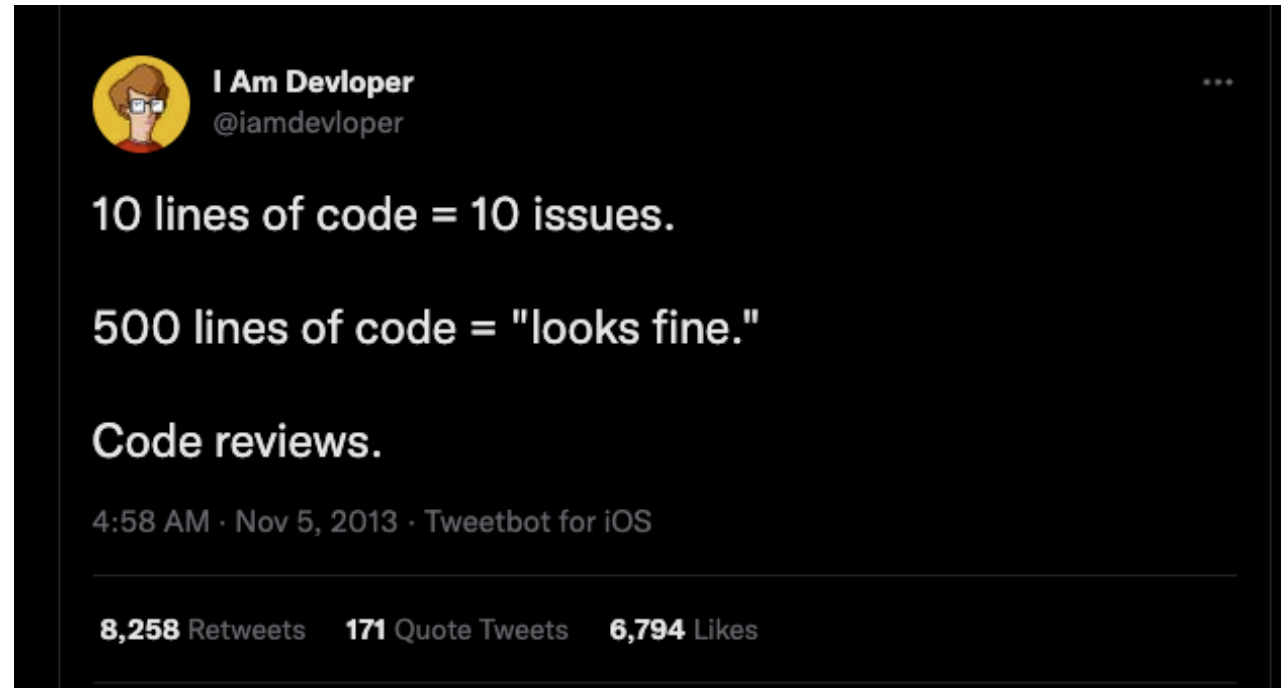 I Am Devloper
@iamdevloper
10 lines of code = 10 issues.
500 lines of code = "looks fine."
Code reviews.
4:58 AM · Nov 5, 2013 · Tweetbot for iOS
8,258 Retweets 171 Quote Tweets 6,794 Likes